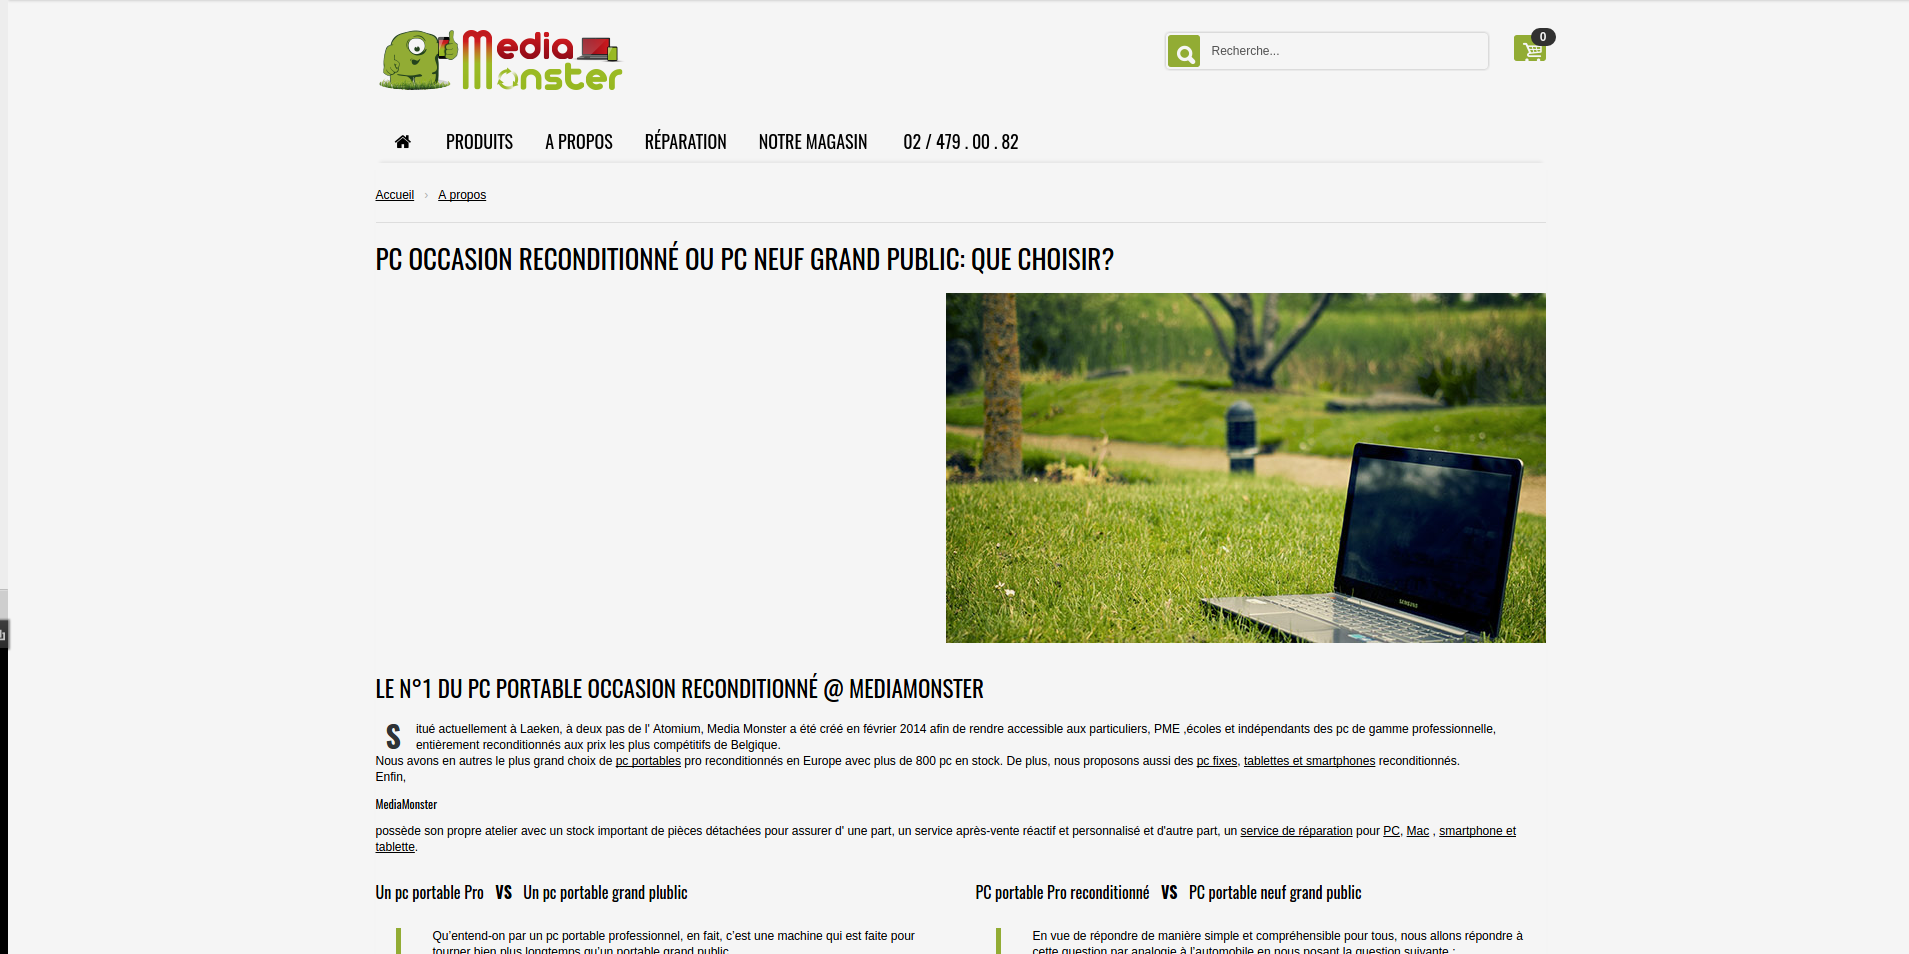 Media
Monster
Recherche...
0
PRODUITS A PROPOS RÉPARATION NOTRE MAGASIN 02 / 479 . 00 . 82
Accueil › A propos
PC OCCASION RECONDITIONNÉ OU PC NEUF GRAND PUBLIC: QUE CHOISIR?
SAMSUNG
LE N°1 DU PC PORTABLE OCCASION RECONDITIONNÉ @ MEDIAMONSTER
Situé actuellement à Laeken, à deux pas de l' Atomium, Media Monster a été créé en février 2014 afin de rendre accessible aux particuliers, PME ,écoles et indépendants des pc de gamme professionnelle,
entièrement reconditionnés aux prix les plus compétitifs de Belgique.
Nous avons en autres le plus grand choix de pc portables pro reconditionnés en Europe avec plus de 800 pc en stock. De plus, nous proposons aussi des pc fixes, tablettes et smartphones reconditionnés.
Enfin,
MediaMonster
possède son propre atelier avec un stock important de pièces détachées pour assurer d' une part, un service après-vente réactif et personnalisé et d'autre part, un service de réparation pour PC, Mac , smartphone et
tablette.
Un pc portable Pro VS Un pc portable grand plublic
Qu’entend-on par un pc portable professionnel, en fait, c’est une machine qui est faite pour
tourner bien plus longtemps qu’un portable grand public.
PC portable Pro reconditionné VS PC portable neuf grand public
En vue de répondre de manière simple et compréhensible pour tous, nous allons répondre à
cette question par analogie à l’automobile en nous posant la question suivante :